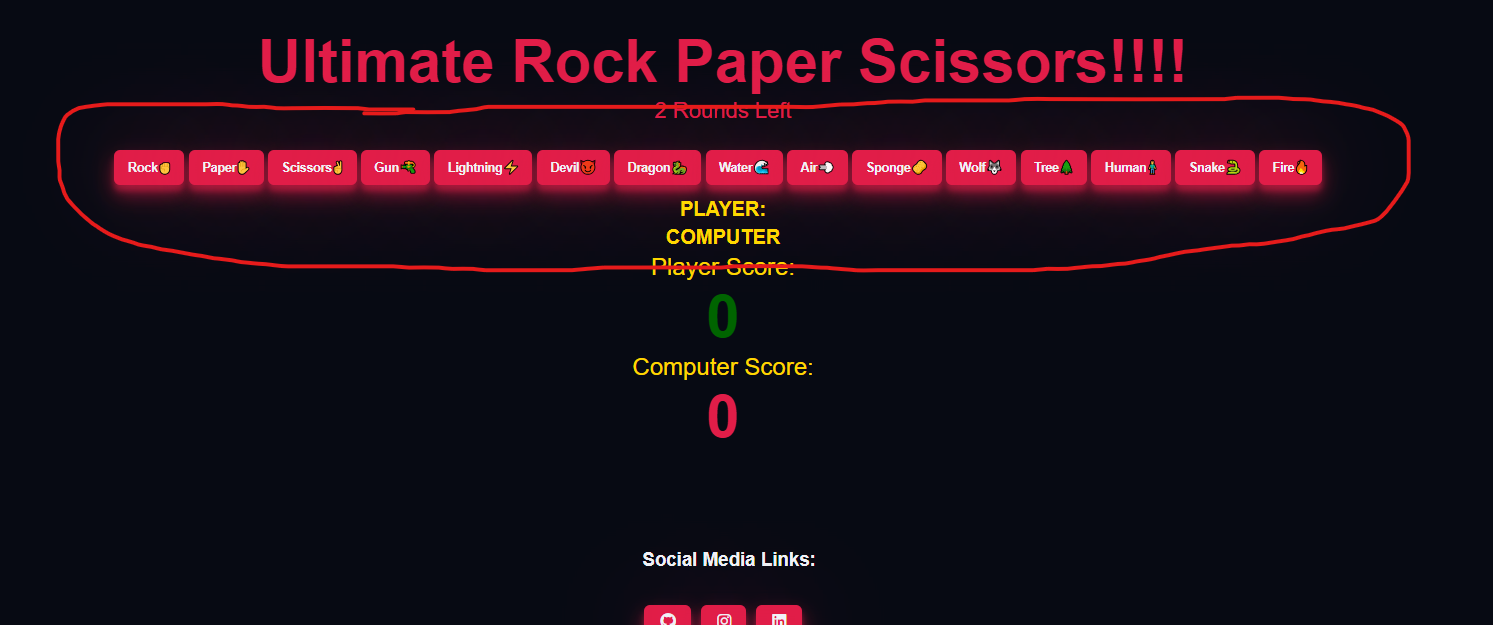 Ultimate Rock Paper Scissors!!!!
2 Rounds Left
Rock✊ Paper✋ Scissors✌ Gun🔫 Lightning⚡ Devil😈 Dragon🐉 Water🌊 Air💨 Sponge🧽 Wolf🐺 Tree🌲 Human🧍 Snake🐍 Fire🔥
PLAYER:
COMPUTER
Player Score:
0
Computer Score:
0
Social Media Links: